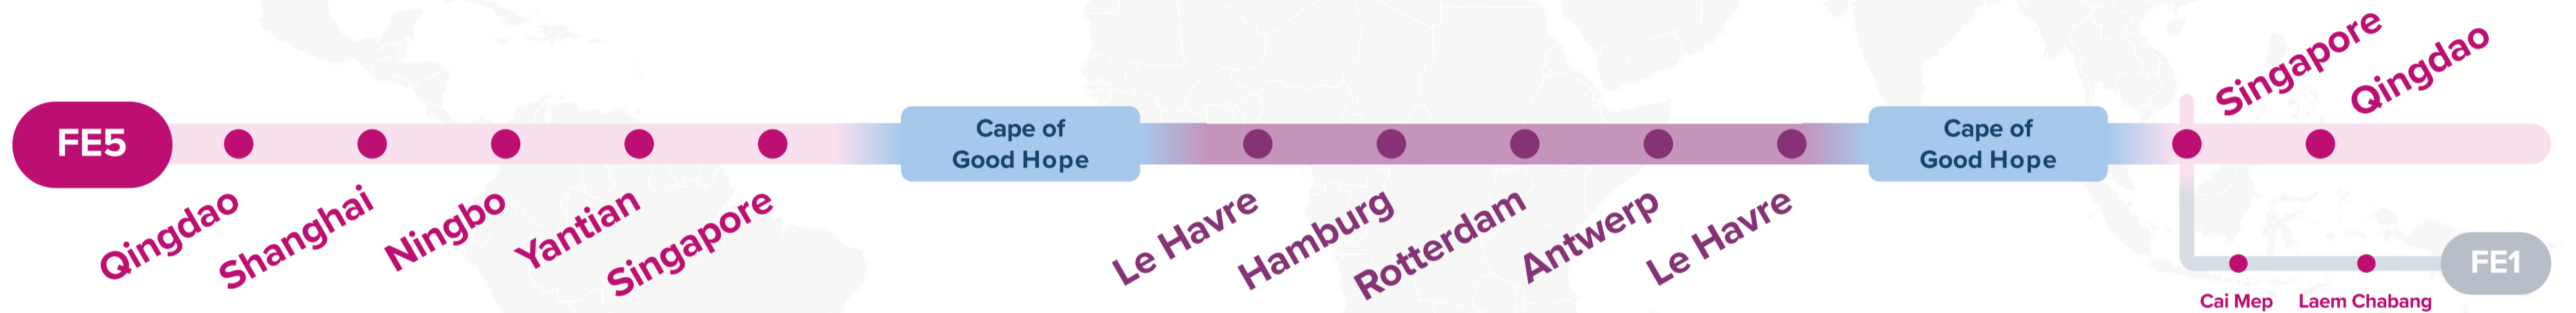 FE5
Qingdao
Shanghai
Ningbo
Yantian
Singapore
Cape of
Good Hope
Le Havre
Hamburg
Rotterdam
Antwerp
Le Havre
Cape of
Good Hope
Singapore
Qingdao
Cai Mep
Laem Chabang
FE1